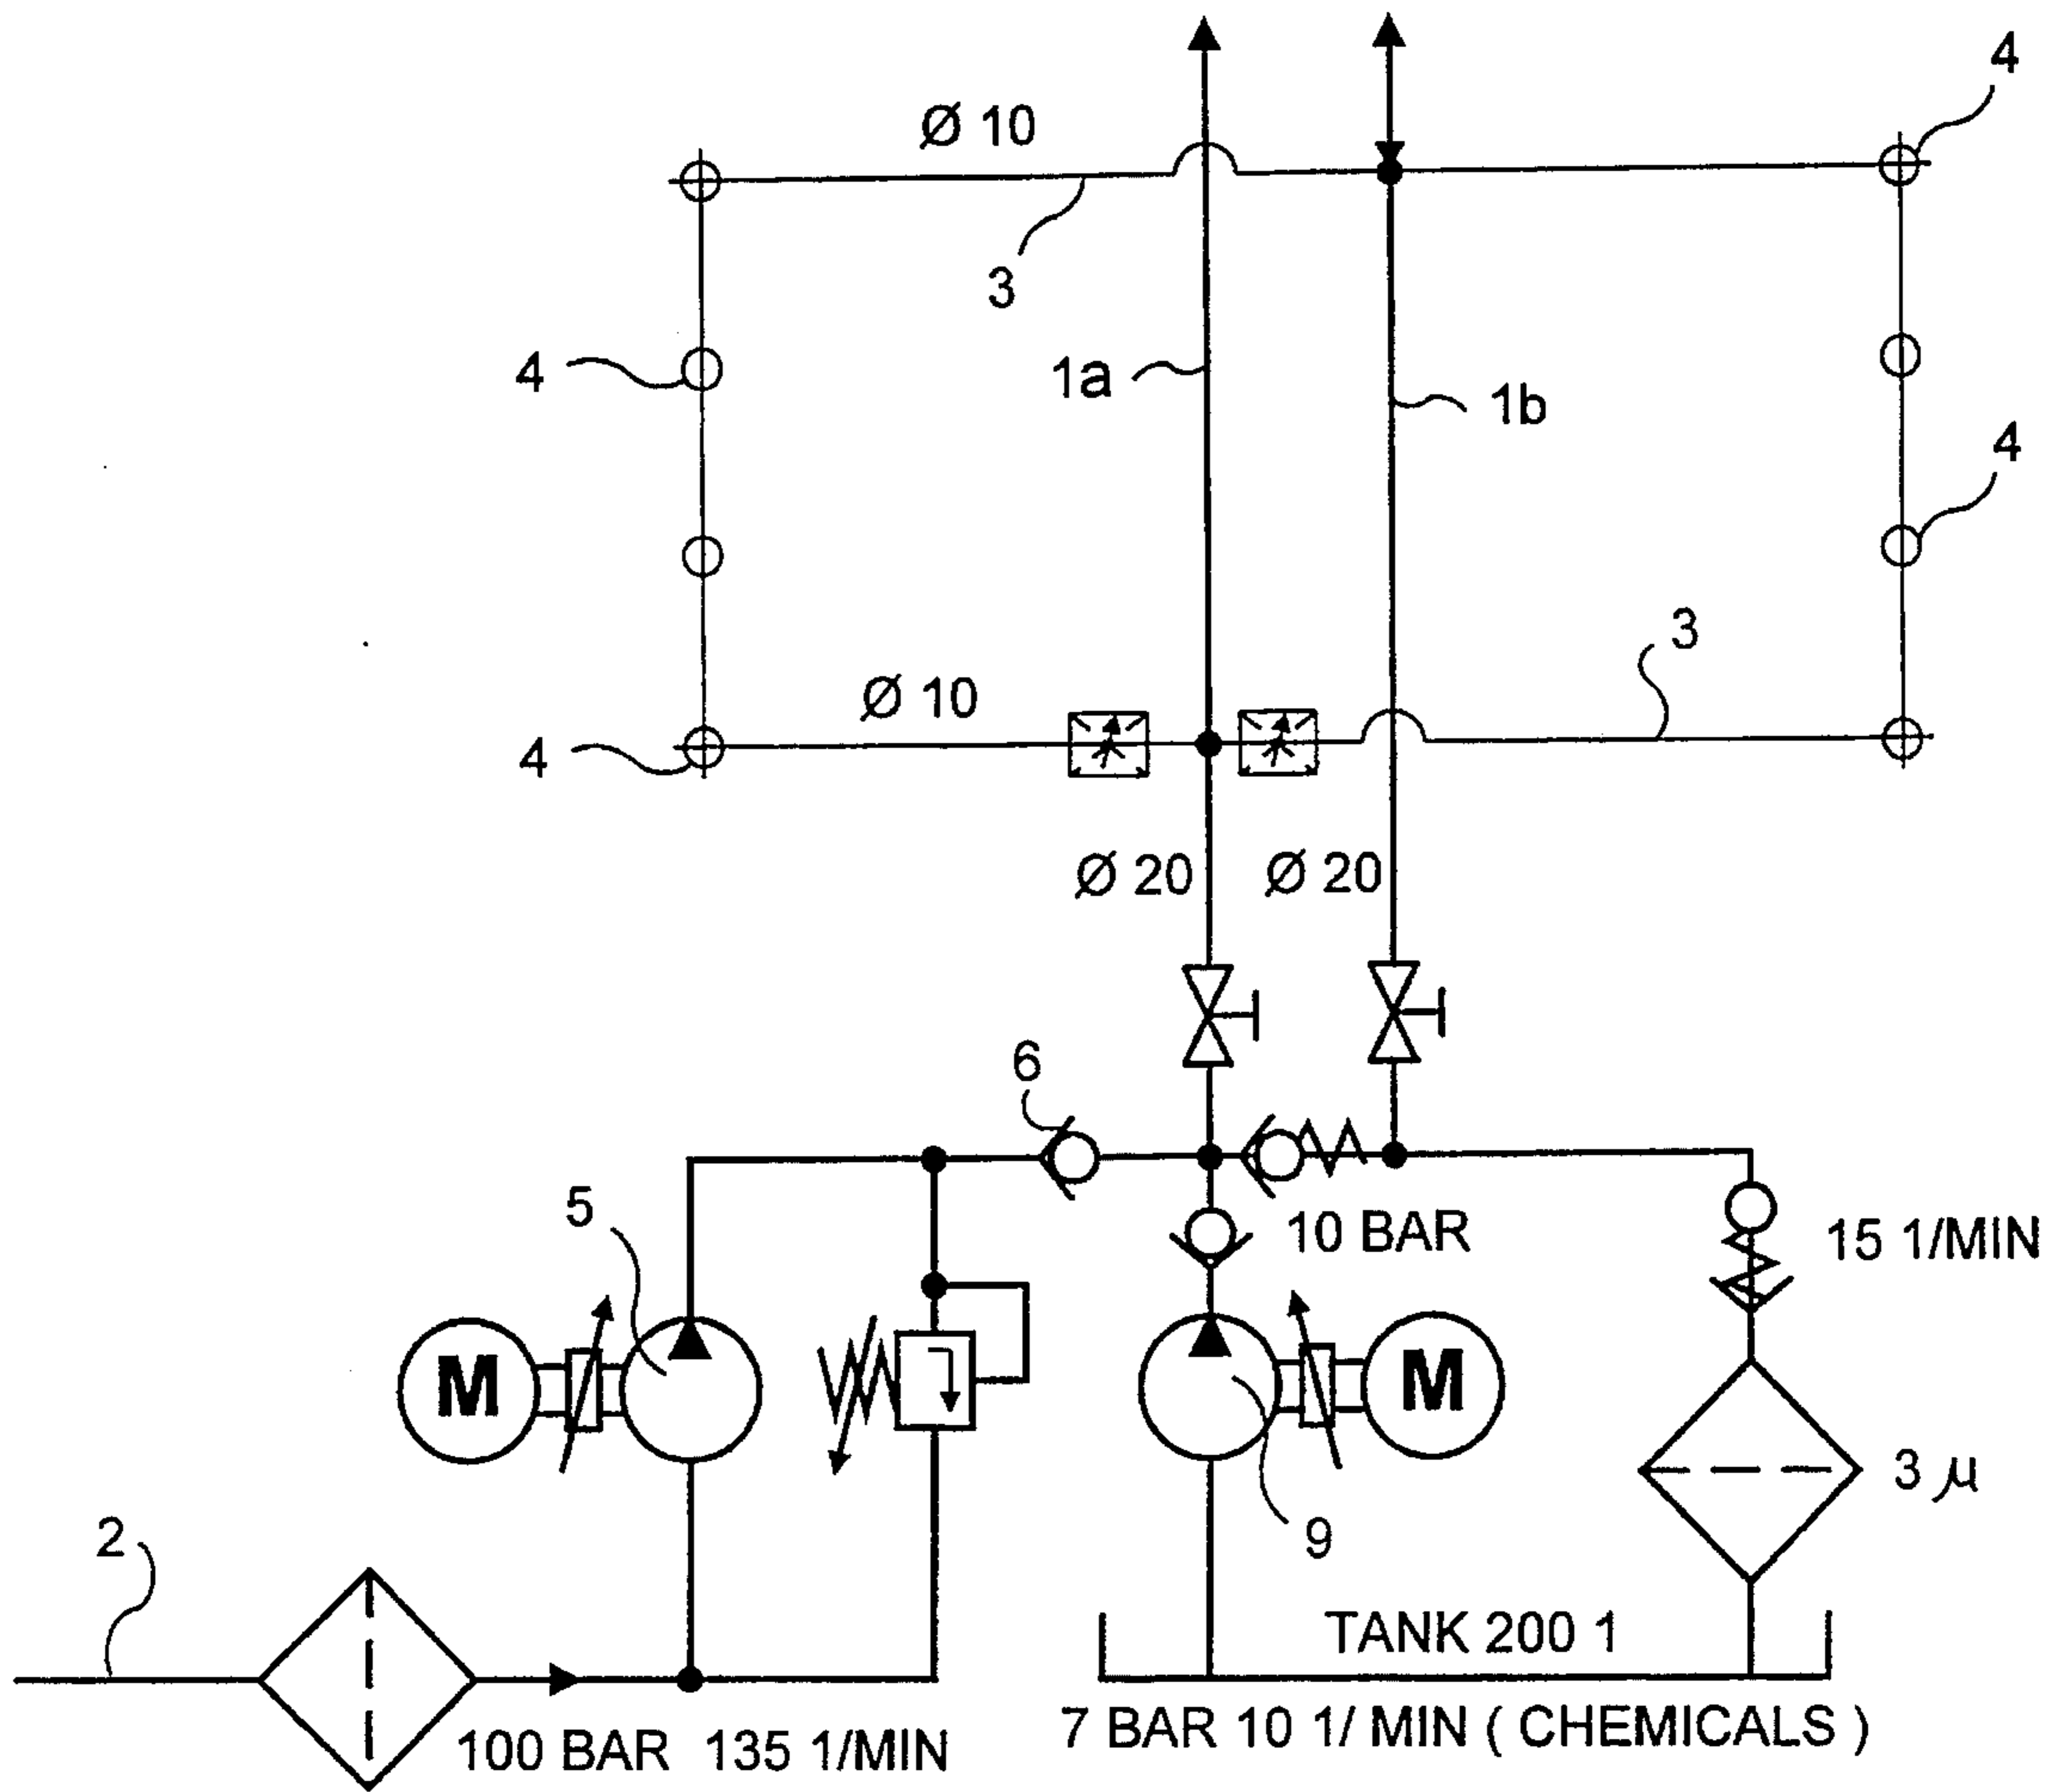 4
Ø 10
3
4
1a
1b
4
3
Ø 10
4
Ø 20
Ø 20
6
5
10 BAR
15 1/MIN
M
M
3 µ
2
9
TANK 200 1
7 BAR 10 1/ MIN ( CHEMICALS )
100 BAR 135 1/MIN